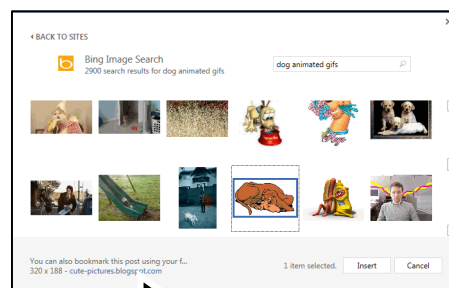 BACK TO SITES
Bing Image Search
2900 search results for dog animated gifs
dog animated gifs
You can also bookmark this post using your f...
320 x 188 - cute-pictures.blogspot.com
1 item selected.
Insert
Cancel